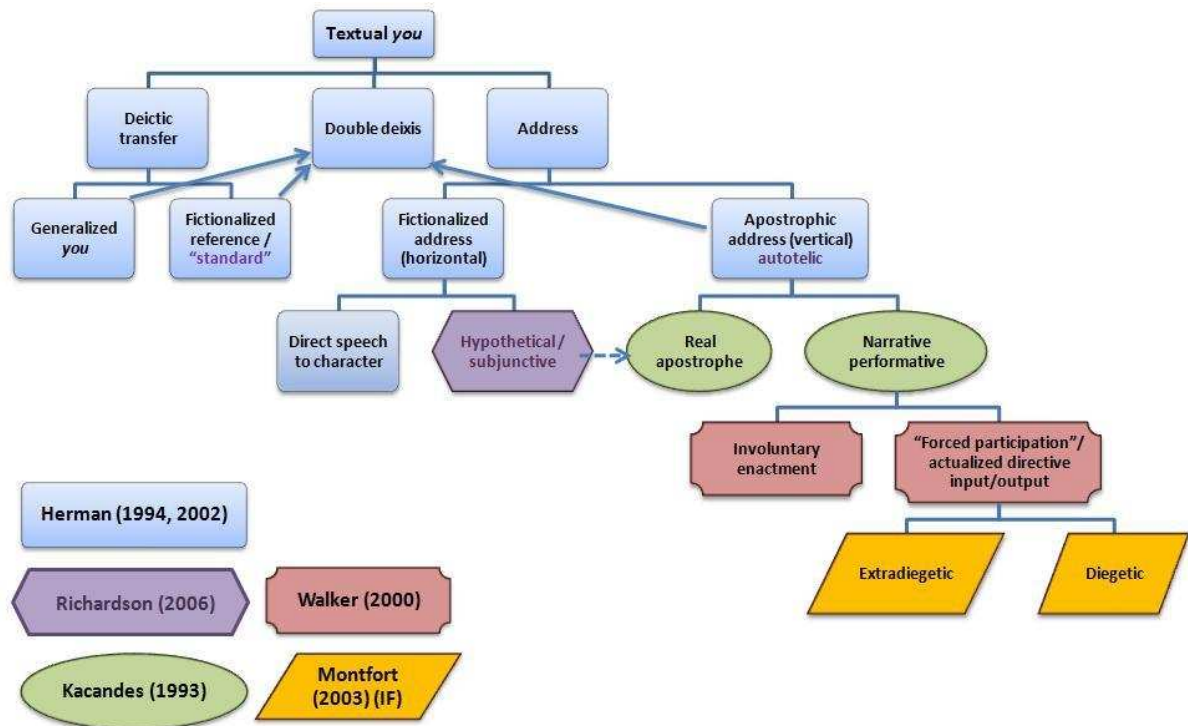 Textual you
Deictic
transfer
Double deixis
Address
Generalized
you
Fictionalized
reference /
“standard”
Fictionalized
address
(horizontal)
Apostrophic
address (vertical)
autotelic
Direct speech
to character
Hypothetical /
subjunctive
Real
apostrophe
Narrative
performative
Involuntary
enactment
“Forced participation”/
actualized directive
input/output
Extradiegetic
Diegetic
Herman (1994, 2002)
Richardson (2006)
Walker (2000)
Kacandes (1993)
Montfort
(2003) (IF)